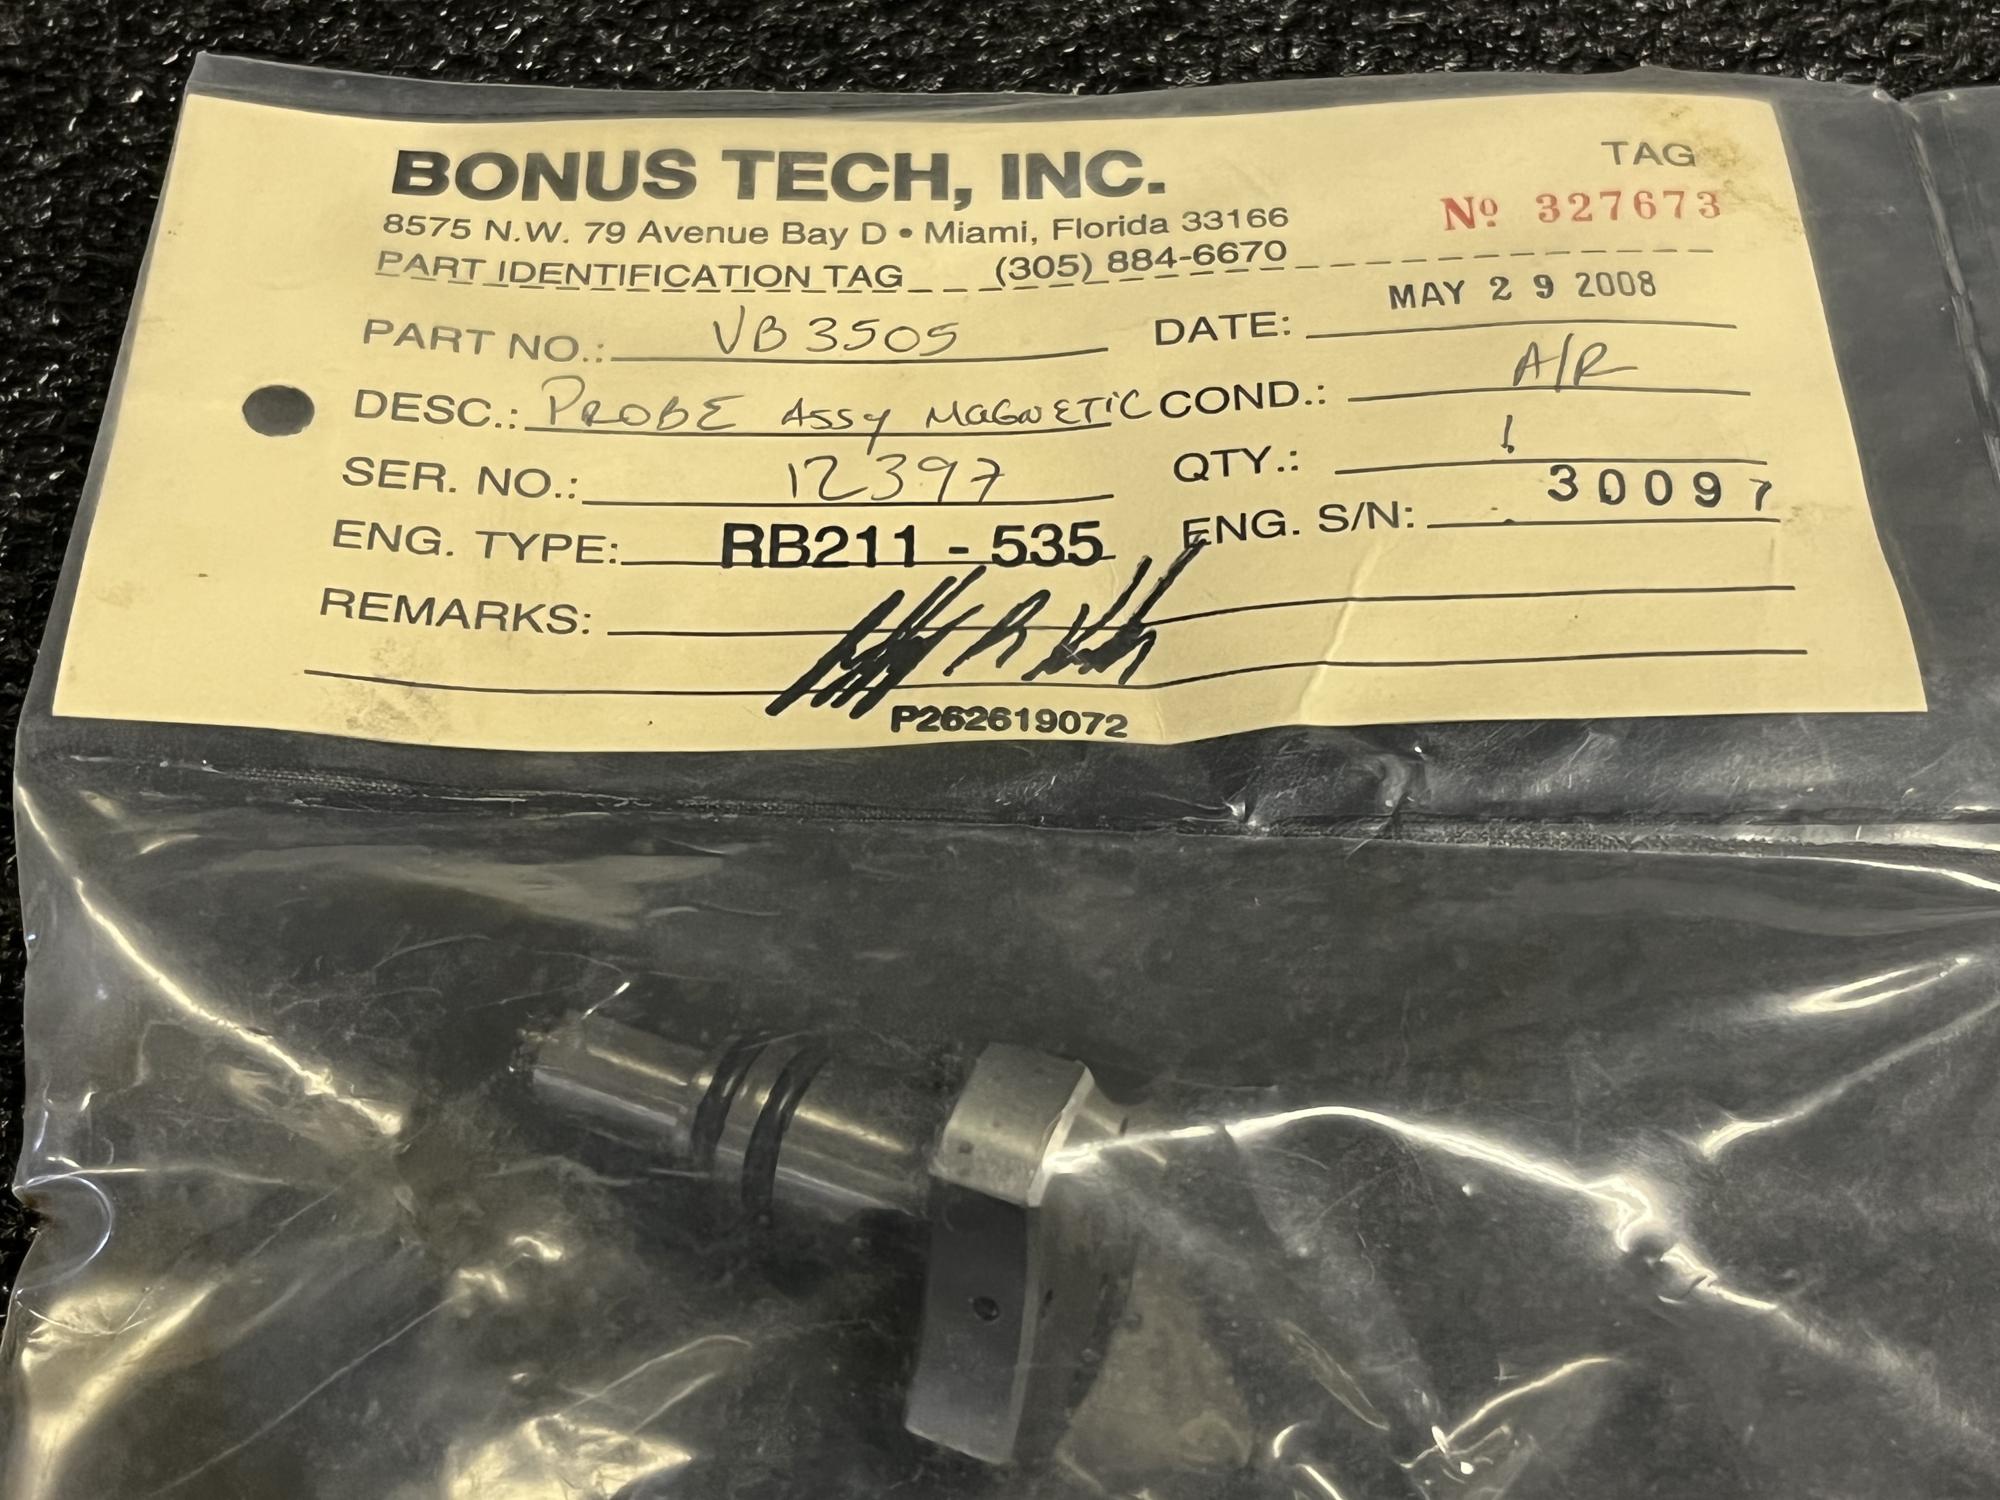 BONUS TECH, INC.
TAG
8575 N.W. 79 Avenue Bay D • Miami, Florida 33166
Nº 327673
PART IDENTIFICATION TAG (305) 884-6670
PART NO.: VB3505 DATE: MAY 29 2008
DESC.: PROBE Assy MAGNETIC COND.: A/R
SER. NO.: 12397 QTY.: 1
ENG. TYPE: RB211 - 535 ENG. S/N: 30097
REMARKS:
P262619072